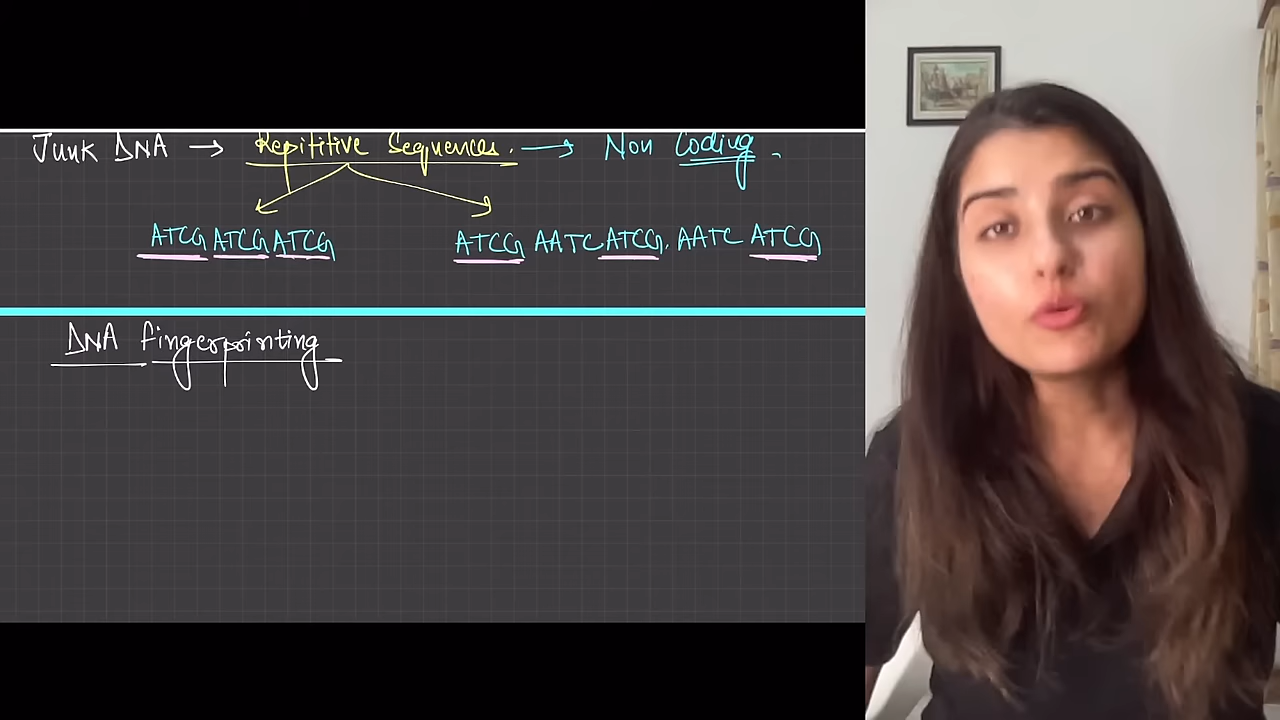 Junk DNA → Repititive Sequences. → Non Coding.
ATCG ATCG ATCG ATCG AATC ATCG. AATC ATCG
DNA fingerprinting